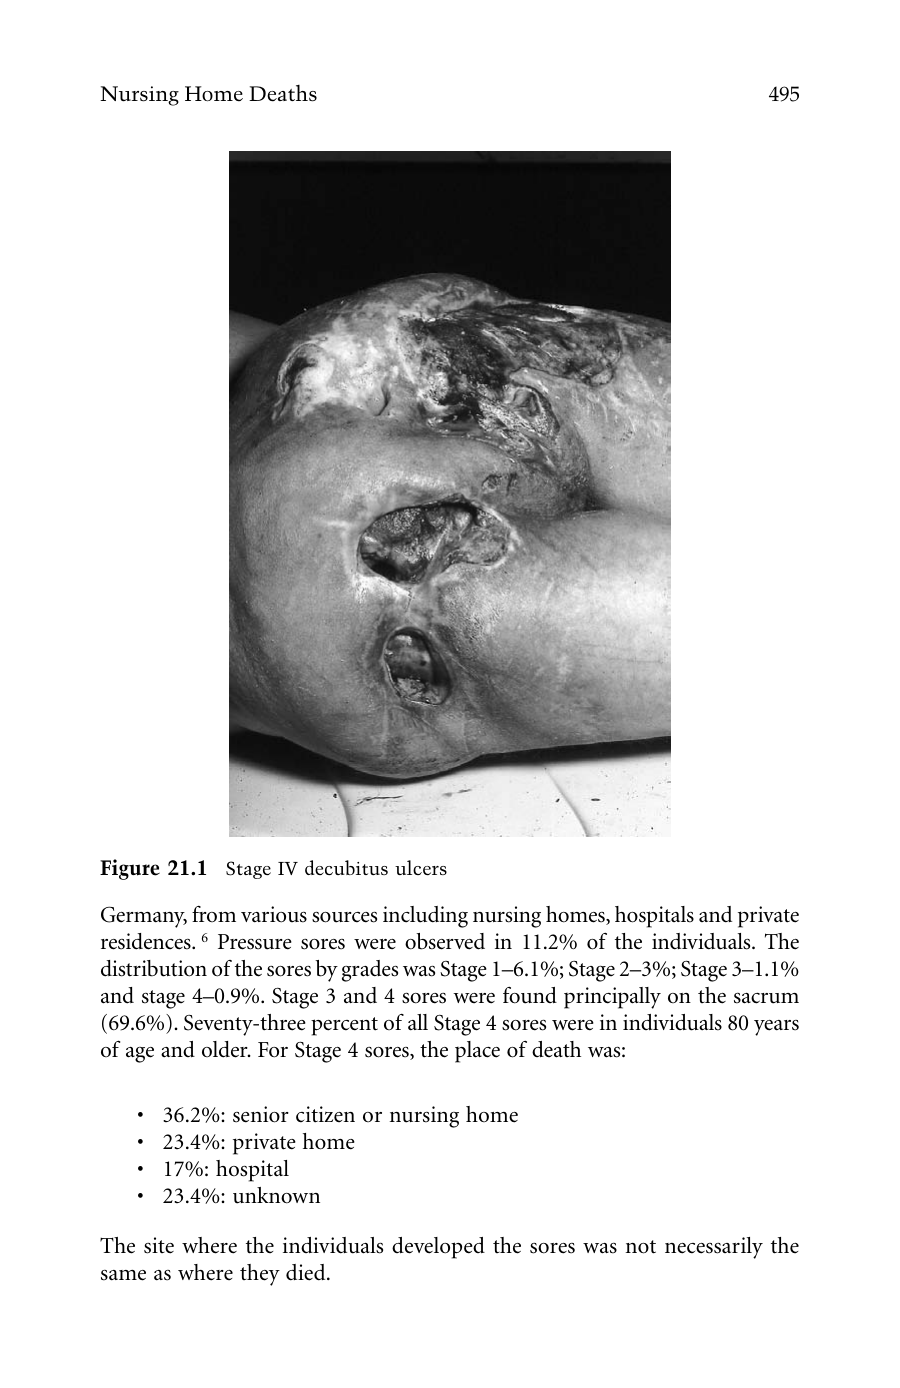 Nursing Home Deaths 495
Figure 21.1 Stage IV decubitus ulcers
Germany, from various sources including nursing homes, hospitals and private
residences. 6 Pressure sores were observed in 11.2% of the individuals. The
distribution of the sores by grades was Stage 1–6.1%; Stage 2–3%; Stage 3–1.1%
and stage 4–0.9%. Stage 3 and 4 sores were found principally on the sacrum
(69.6%). Seventy-three percent of all Stage 4 sores were in individuals 80 years
of age and older. For Stage 4 sores, the place of death was:
• 36.2%: senior citizen or nursing home
• 23.4%: private home
• 17%: hospital
• 23.4%: unknown
The site where the individuals developed the sores was not necessarily the
same as where they died.